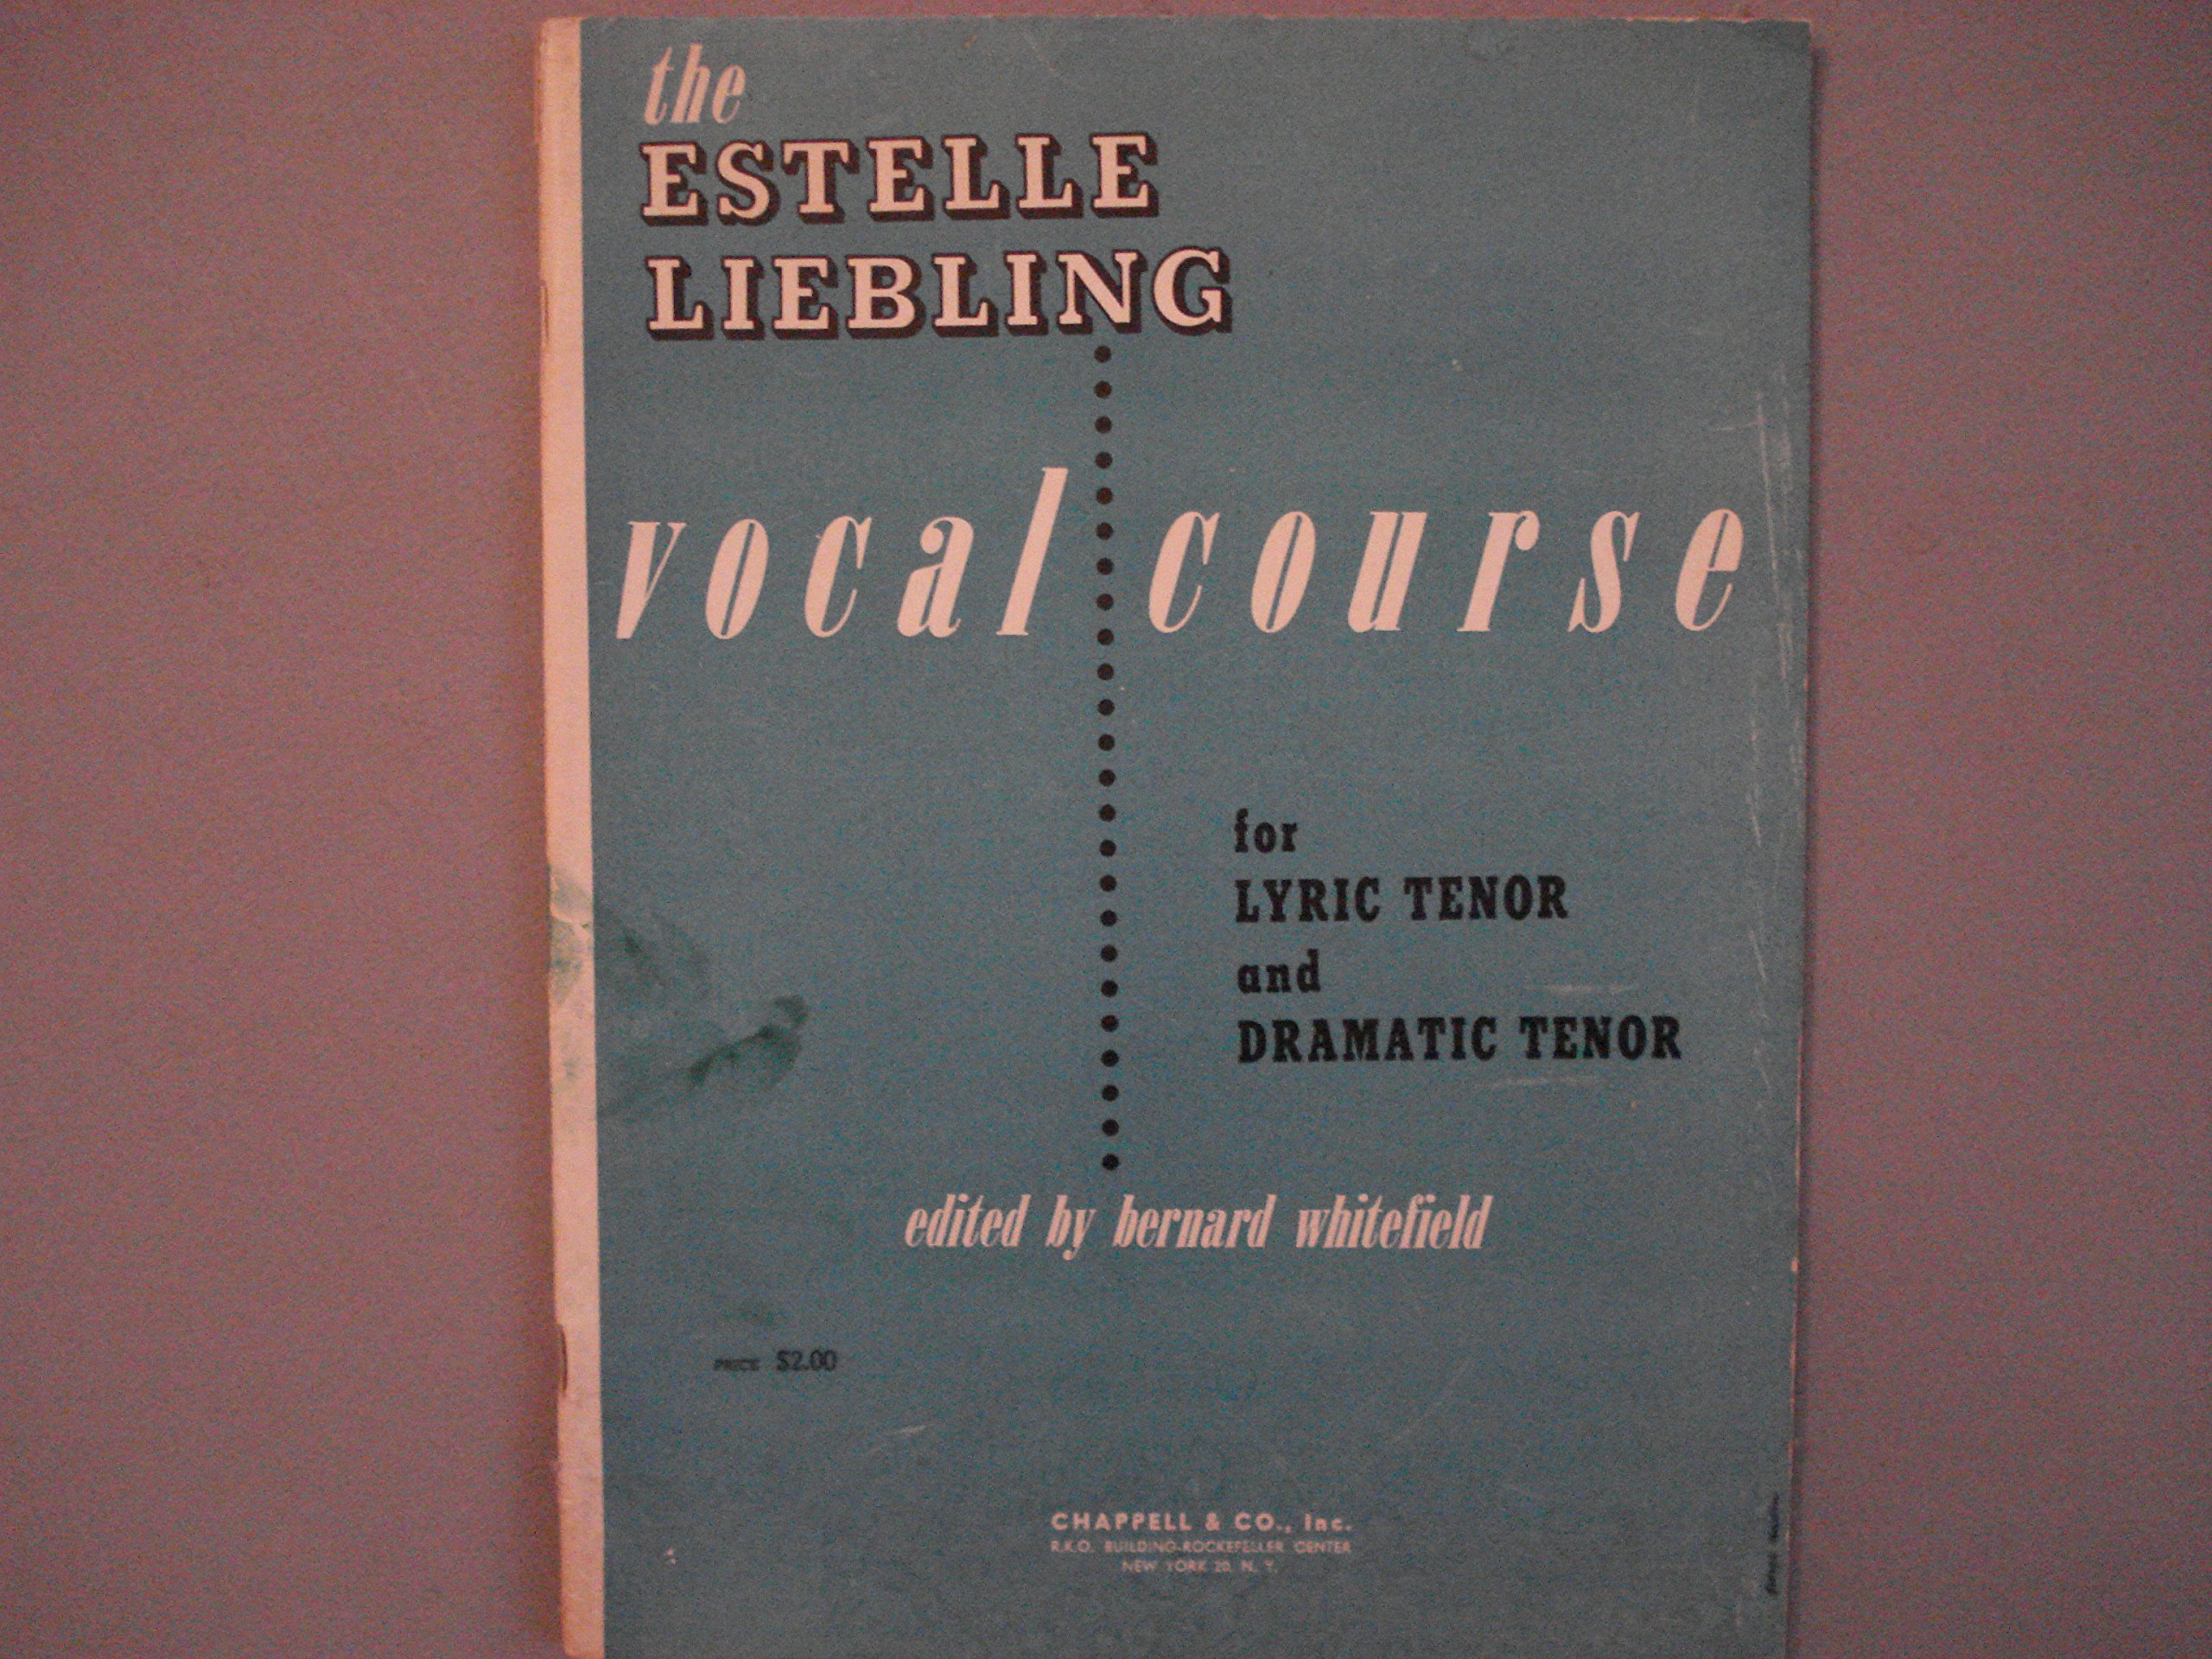 the
ESTELLE
LIEBLING
vocal course
for
LYRIC TENOR
and
DRAMATIC TENOR
edited by bernard whitefield
PRICE $2.00
CHAPPELL & CO., Inc.
R.K.O. BUILDING-ROCKEFELLER CENTER
NEW YORK 20, N. Y.